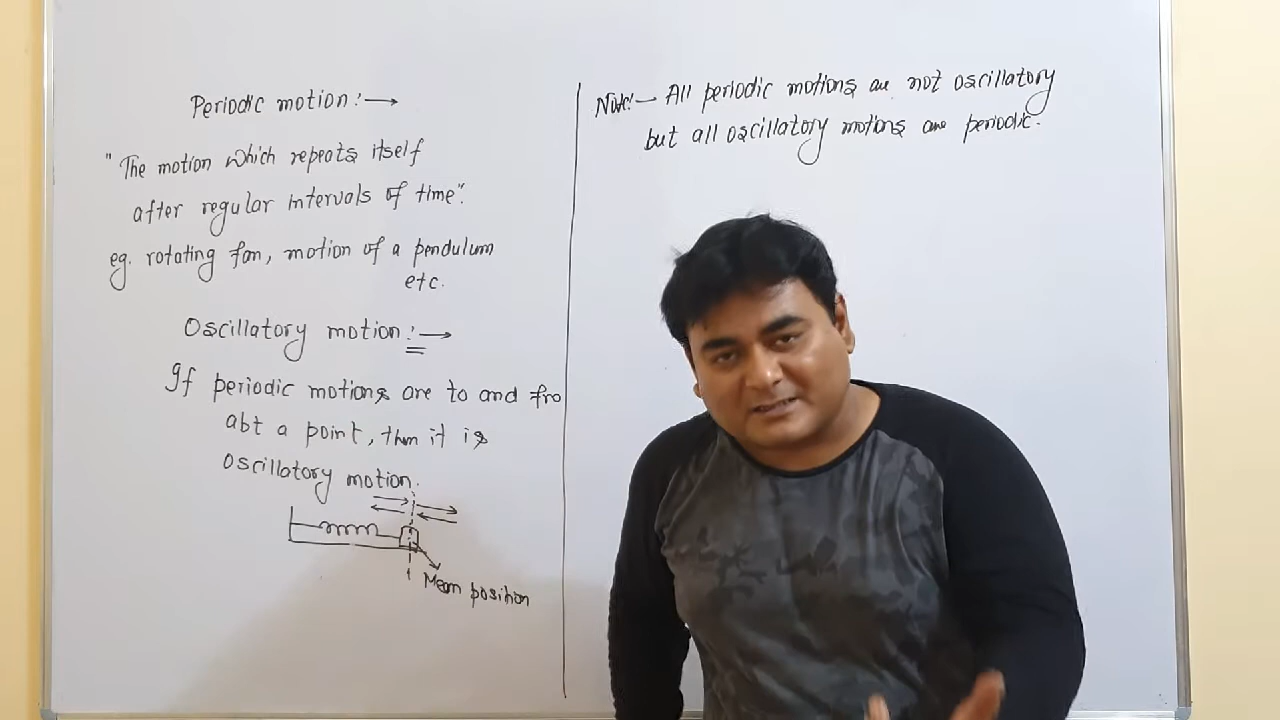 Periodic motion :→
"The motion which repeats itself
after regular intervals of time".
eg. rotating fan, motion of a pendulum
etc.
Oscillatory motion :→
If periodic motions are to and fro
abt a point, then it is
oscillatory motion.
Mean position
Note:— All periodic motions are not oscillatory
but all oscillatory motions are periodic.